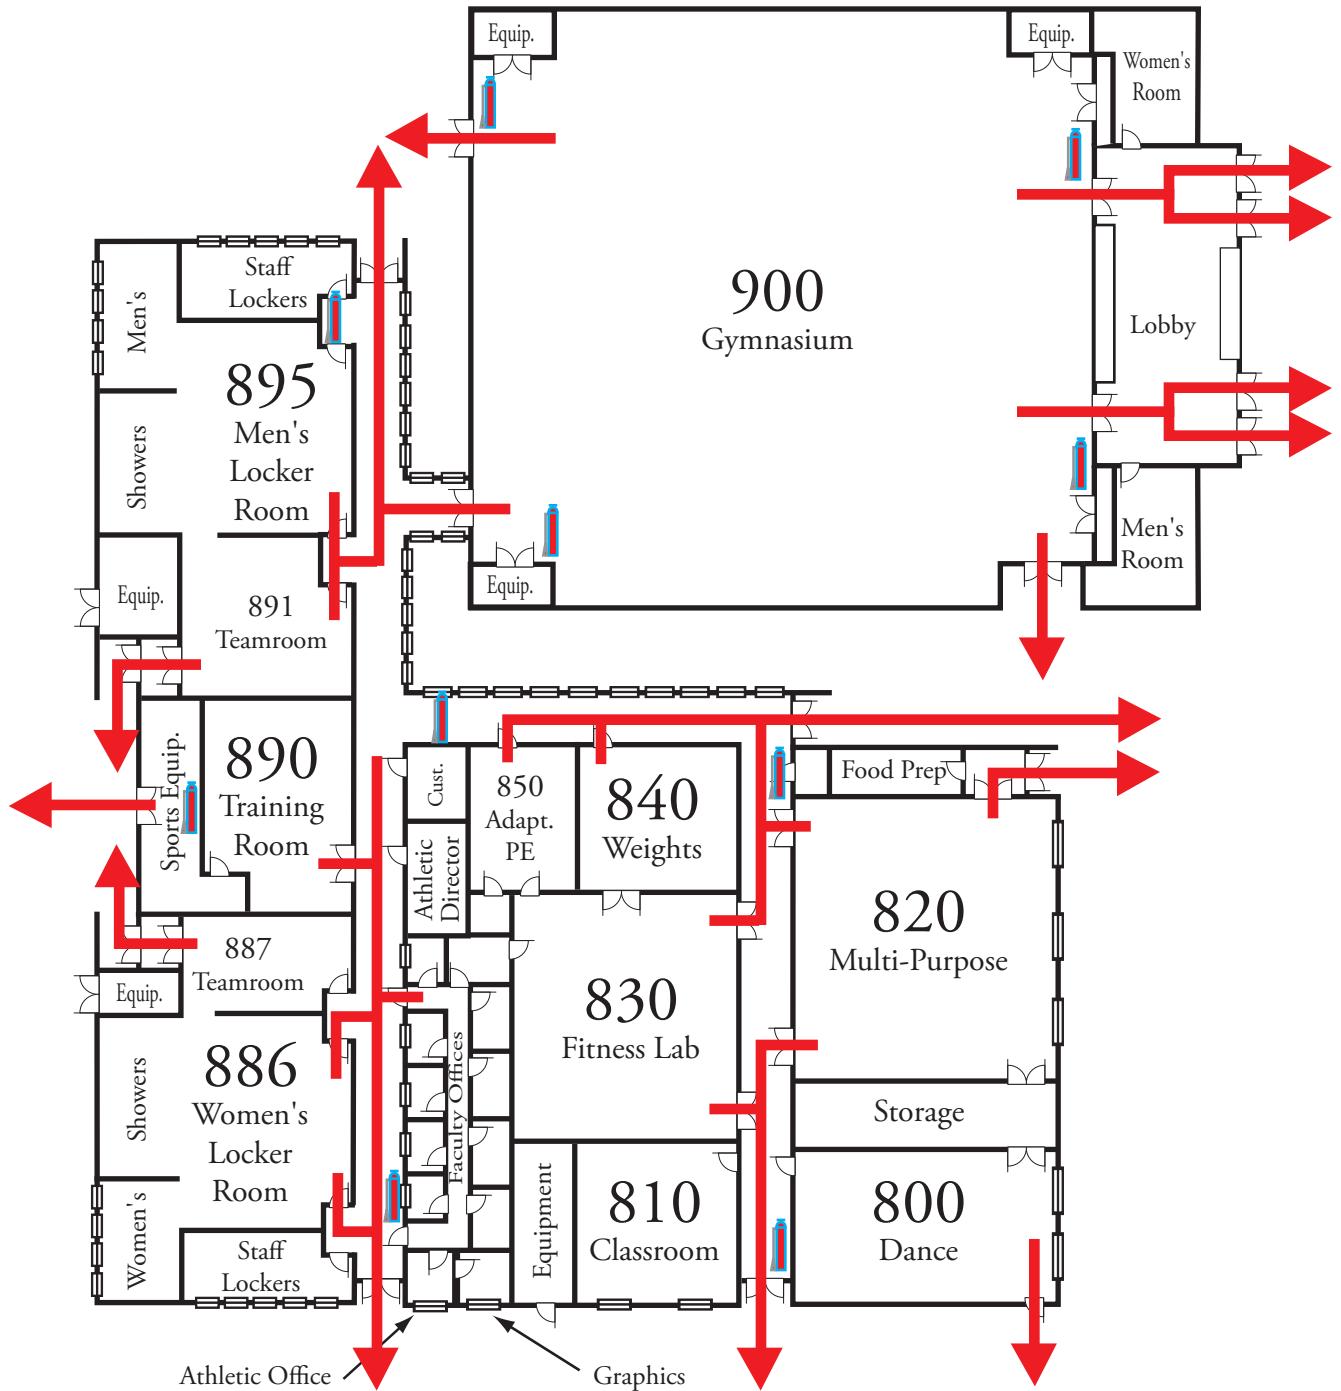 Equip.
Equip.
Women's
Room
900
Gymnasium
Lobby
Staff
Lockers
Men's
895
Men's
Locker
Room
Showers
Men's
Room
Equip.
Equip.
891
Teamroom
Sports Equip.
890
Training
Room
Cust.
850
Adapt.
PE
840
Weights
Food Prep
Athletic
Director
820
Multi-Purpose
887
Teamroom
Equip.
830
Fitness Lab
Faculty Offices
886
Women's
Locker
Room
Showers
Storage
Women's
Staff
Lockers
Equipment
810
Classroom
800
Dance
Athletic Office
Graphics